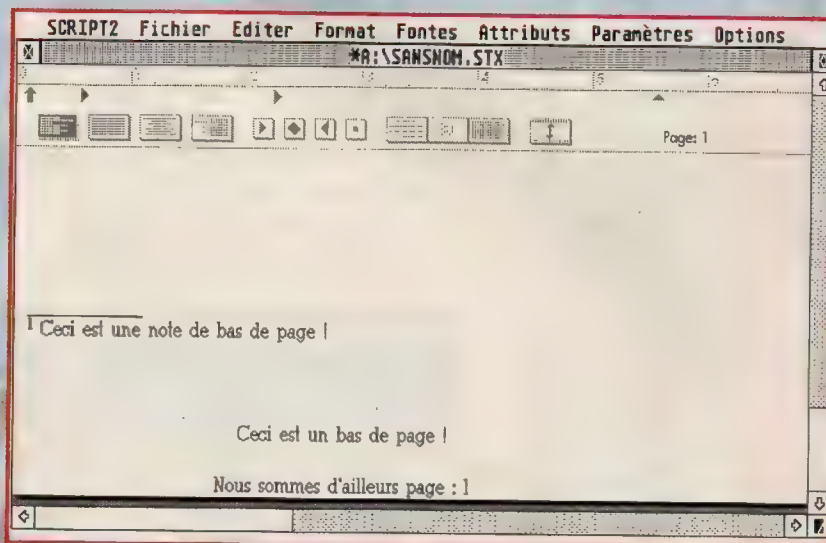 SCRIPT2 Fichier Editer Format Fontes Attributs Paramètres Options
*A:\SANSNOM.STX
Page: 1
1 Ceci est une note de bas de page !
Ceci est un bas de page !
Nous sommes d'ailleurs page : 1